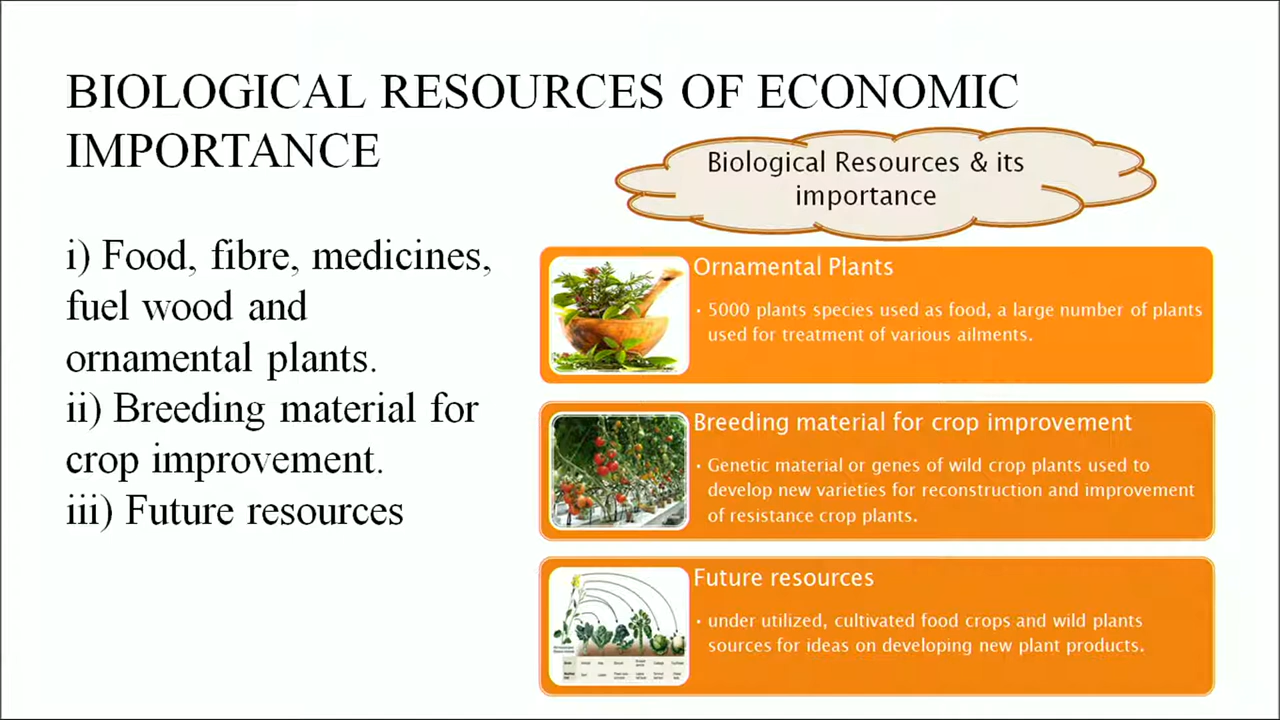 BIOLOGICAL RESOURCES OF ECONOMIC
IMPORTANCE
i) Food, fibre, medicines,
fuel wood and
ornamental plants.
ii) Breeding material for
crop improvement.
iii) Future resources
Biological Resources & its
importance
Ornamental Plants
• 5000 plants species used as food, a large number of plants
used for treatment of various ailments.
Breeding material for crop improvement
• Genetic material or genes of wild crop plants used to
develop new varieties for reconstruction and improvement
of resistance crop plants.
Future resources
• under utilized, cultivated food crops and wild plants
sources for ideas on developing new plant products.